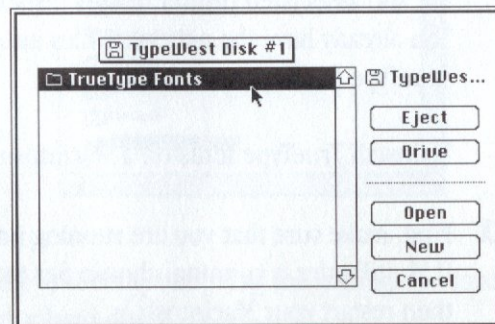 TypeWest Disk #1
TrueType Fonts
TypeWes...
Eject
Drive
Open
New
Cancel